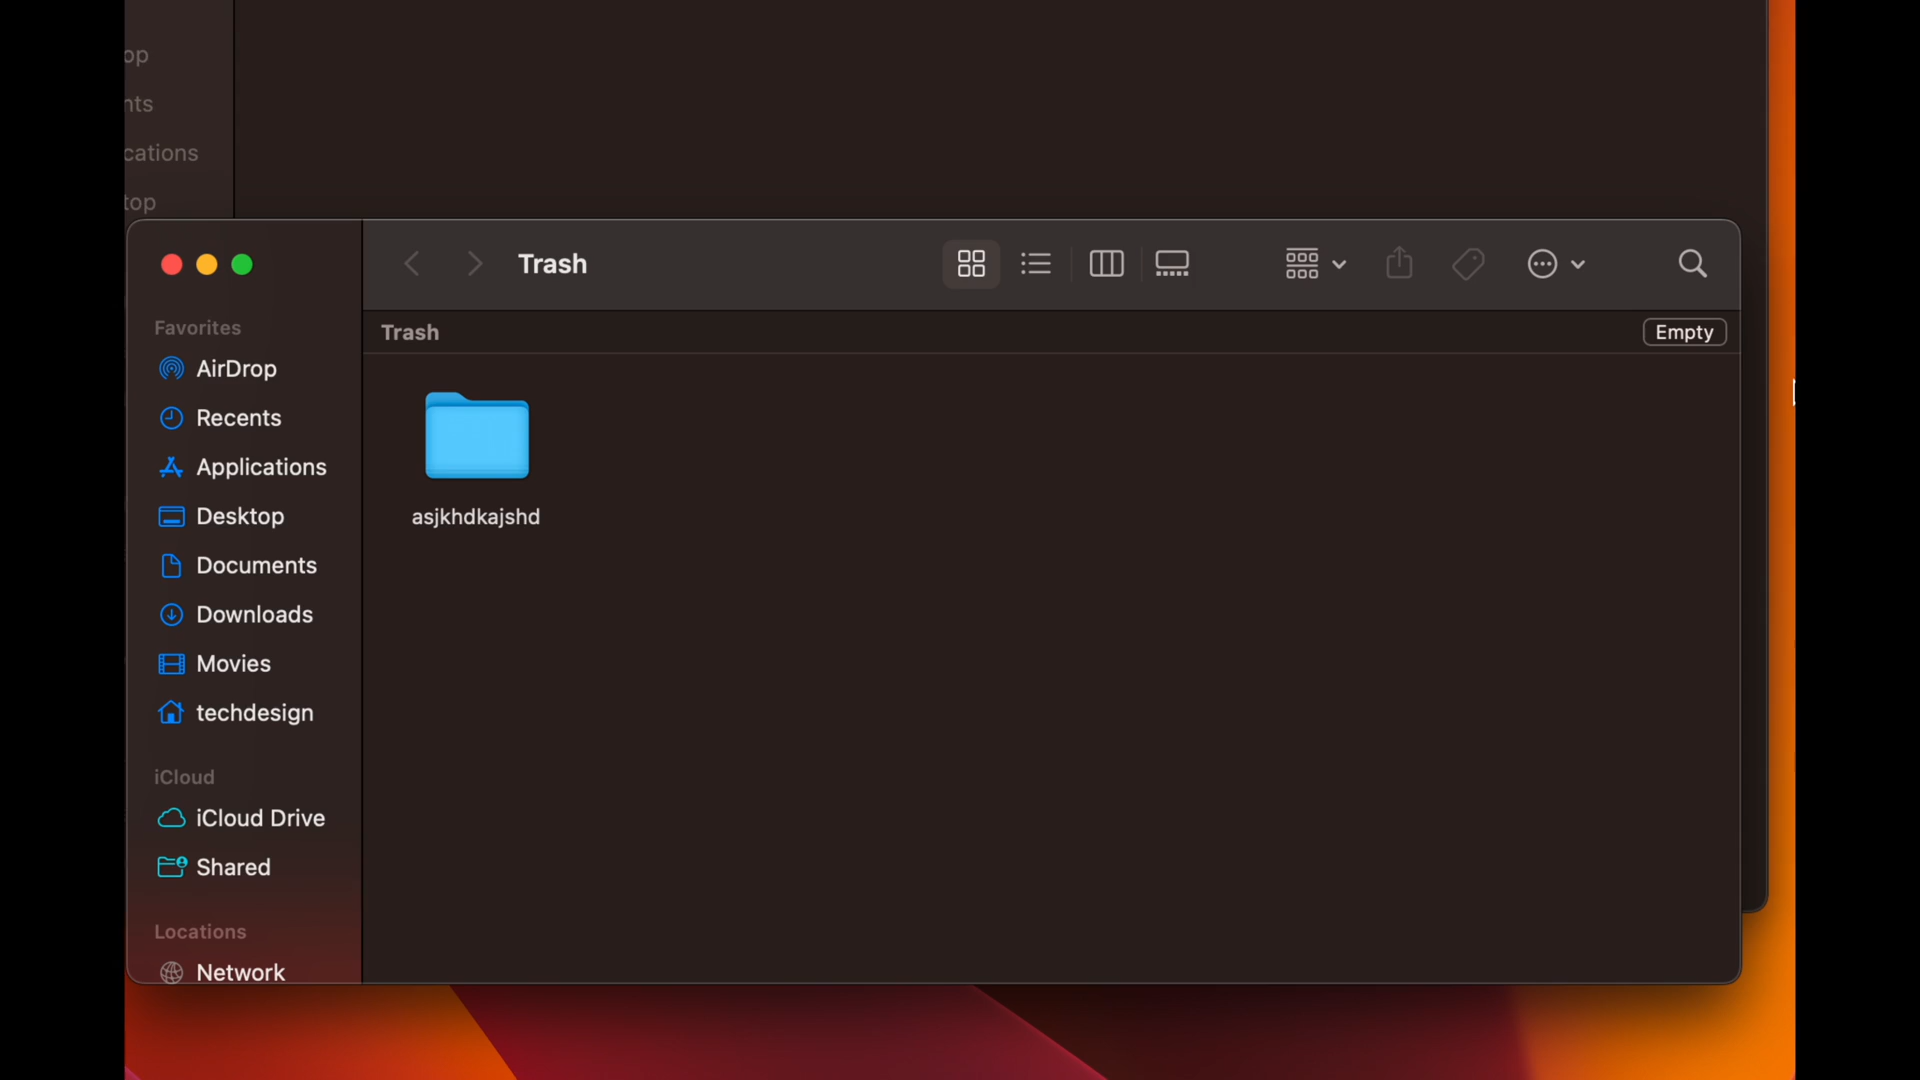 op
nts
cations
top
Trash
Favorites
Trash
Empty
AirDrop
Recents
Applications
Desktop
Documents
Downloads
Movies
techdesign
asjkhdkajshd
iCloud
iCloud Drive
Shared
Locations
Network